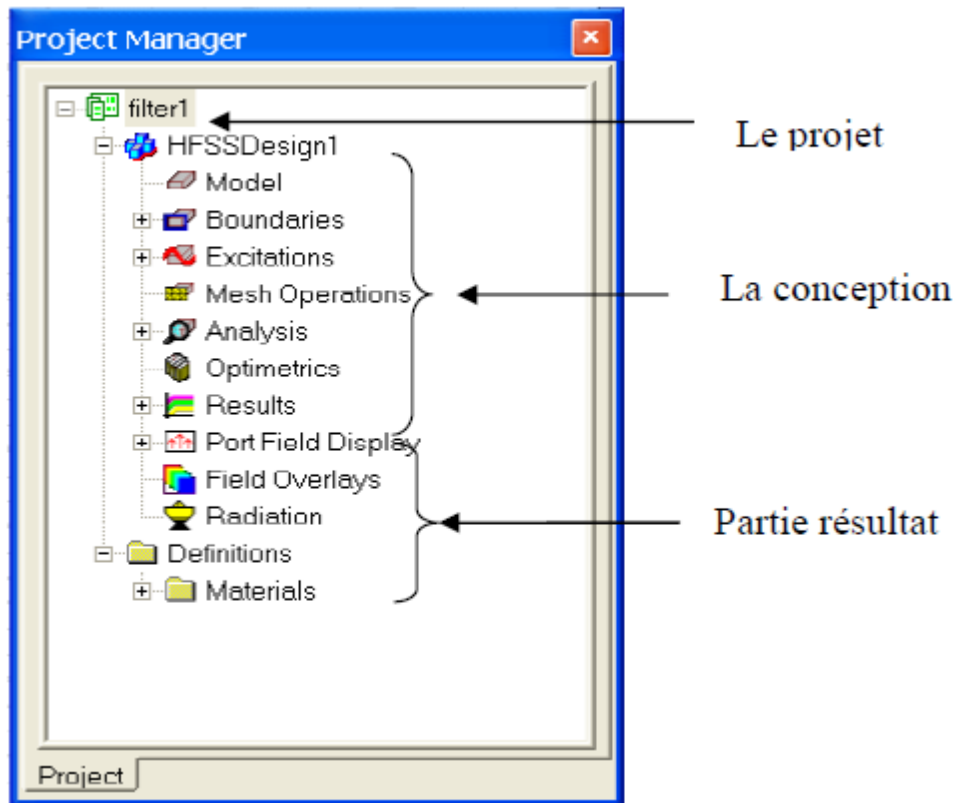 Project Manager
filter1
Le projet
HFSSDesign1
Model
Boundaries
Excitations
Mesh Operations
La conception
Analysis
Optimetrics
Results
Port Field Display
Field Overlays
Radiation
Partie résultat
Definitions
Materials
Project